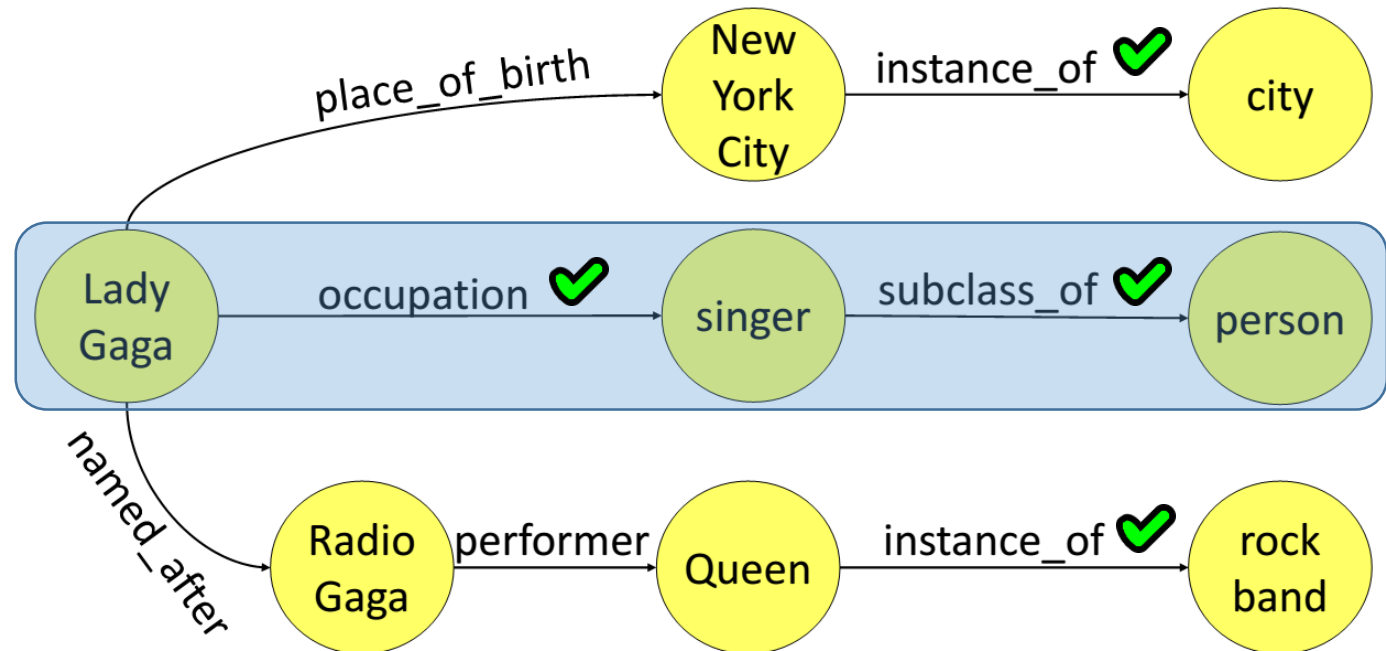 place_of_birth
New
York
City
instance_of
city
Lady
Gaga
occupation
singer
subclass_of
person
named_after
Radio
Gaga
performer
Queen
instance_of
rock
band